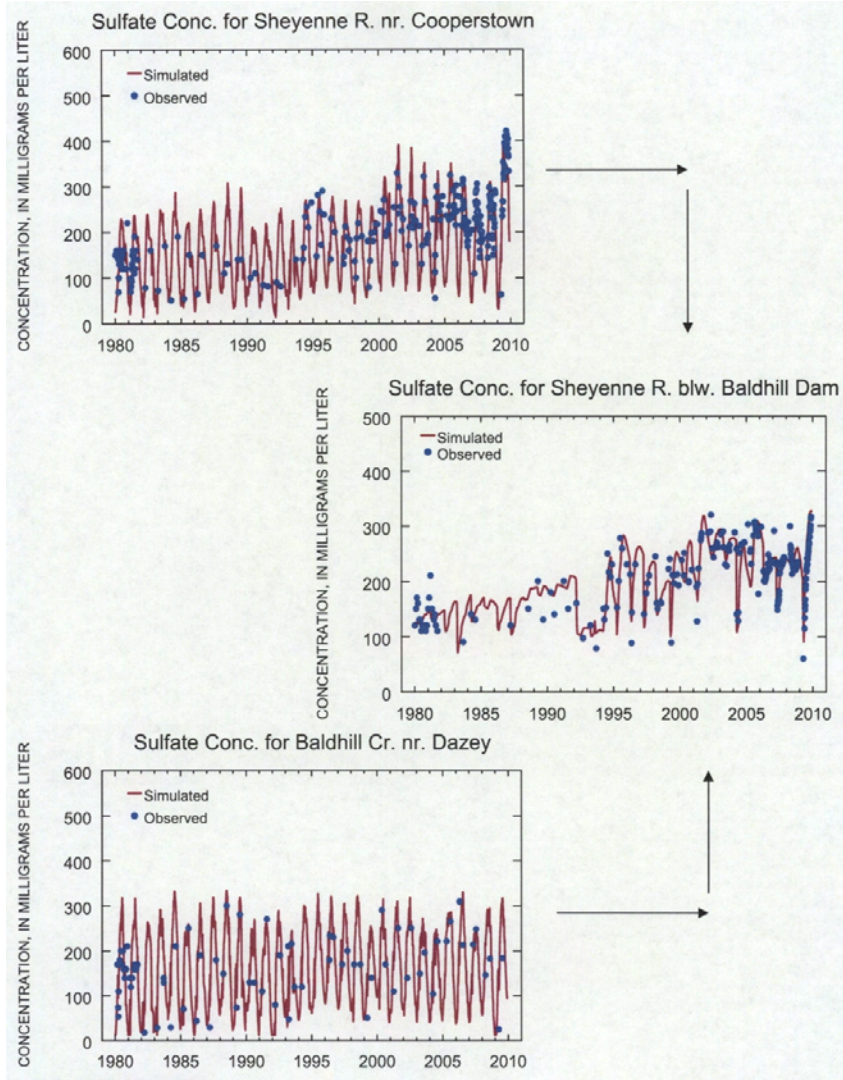 Sulfate Conc. for Sheyenne R. nr. Cooperstown
CONCENTRATION, IN MILLIGRAMS PER LITER
600
600
500
400
300
200
100
0
Simulated
Observed
1980 1985 1990 1995 2000 2005 2010
Sulfate Conc. for Sheyenne R. blw. Baldhill Dam
CONCENTRATION, IN MILLIGRAMS PER LITER
500
400
300
200
100
0
Simulated
Observed
1980 1985 1990 1995 2000 2005 2010
Sulfate Conc. for Baldhill Cr. nr. Dazey
CONCENTRATION, IN MILLIGRAMS PER LITER
600
500
400
300
200
100
0
Simulated
Observed
1980 1985 1990 1995 2000 2005 2010